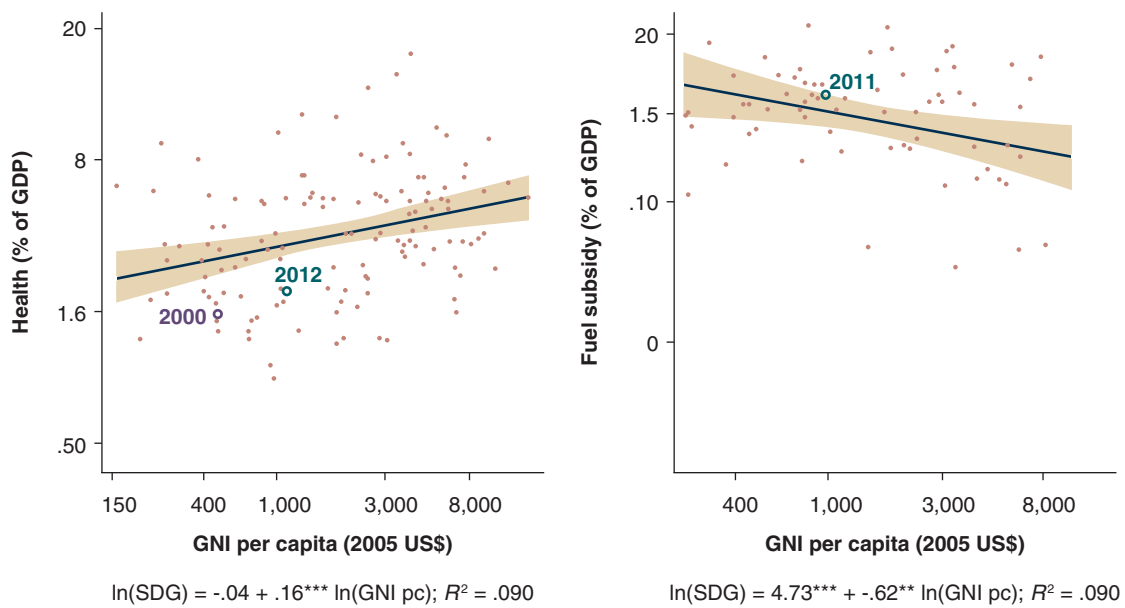 20
8
1.6
.50
Health (% of GDP)
2012
2000
150 400 1,000 3,000 8,000
GNI per capita (2005 US$)
ln(SDG) = -.04 + .16*** ln(GNI pc); R² = .090
20
1.5
.10
0
Fuel subsidy (% of GDP)
2011
400 1,000 3,000 8,000
GNI per capita (2005 US$)
ln(SDG) = 4.73*** + -.62** ln(GNI pc); R² = .090